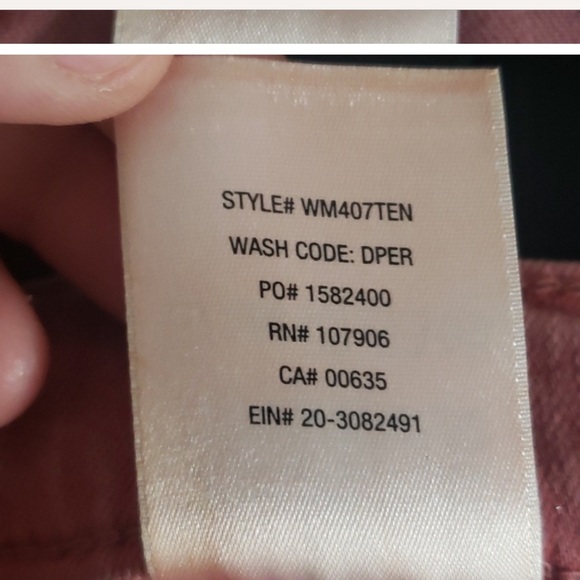 STYLE# WM407TEN
WASH CODE: DPER
PO# 1582400
RN# 107906
CA# 00635
EIN# 20-3082491